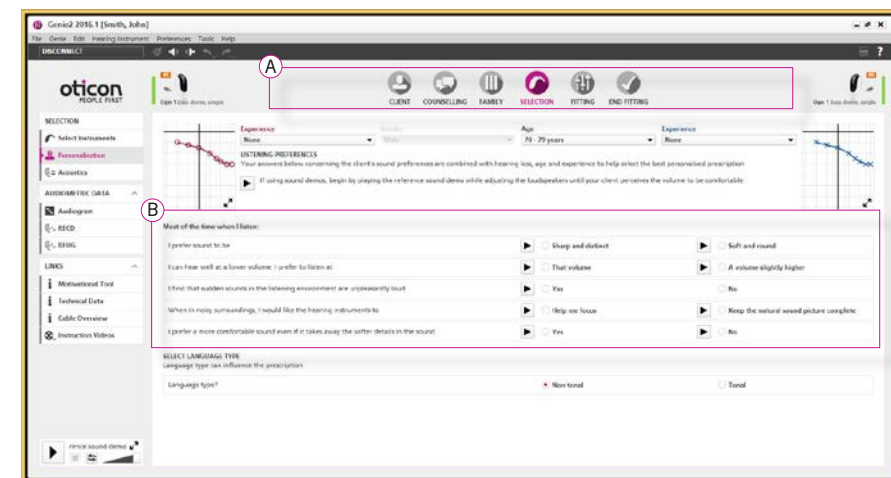 Genie2 2016.1 [Smith, John]
File Genie Edit Hearing Instrument Preferences Tools Help
DISCONNECT
?
A
oticon
PEOPLE FIRST
CLIENT COUNSELLING FAMILY SELECTION FITTING END FITTING
SELECTION
Select Instruments
Personalisation
Acoustics
AUDIOMETRIC DATA
Audiogram
RECD
REUG
LINKS
Motivational Tool
Technical Data
Cable Overview
Instruction Videos
Experience
None
Gender
Male
Age
70 - 79 years
Experience
None
LISTENING PREFERENCES
Your answers below concerning the client's sound preferences are combined with hearing loss, age and experience to help select the best personalised prescription
If using sound demos, begin by playing the reference sound demo while adjusting the loudspeakers until your client perceives the volume to be comfortable
B
Most of the time when I listen:
I prefer sound to be Sharp and distinct Soft and round
I can hear well at a lower volume. I prefer to listen at That volume A volume slightly higher
I find that sudden sounds in the listening environment are unpleasantly loud Yes No
When in noisy surroundings, I would like the hearing instruments to Help me focus Keep the natural sound picture complete
I prefer a more comfortable sound even if it takes away the softer details in the sound Yes No
SELECT LANGUAGE TYPE
Language type can influence the prescription
Language type? Non tonal Tonal
rence sound demo